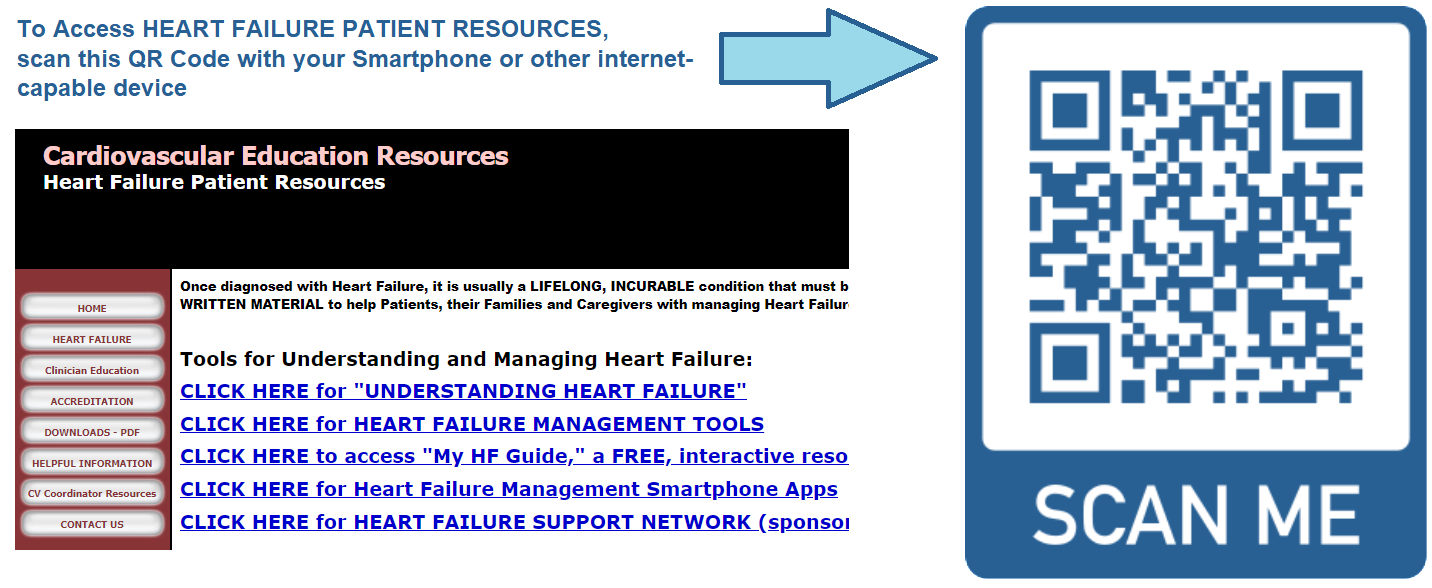 To Access HEART FAILURE PATIENT RESOURCES,
scan this QR Code with your Smartphone or other internet-
capable device
Cardiovascular Education Resources
Heart Failure Patient Resources
HOME
HEART FAILURE
Clinician Education
ACCREDITATION
DOWNLOADS - PDF
HELPFUL INFORMATION
CV Coordinator Resources
CONTACT US
Once diagnosed with Heart Failure, it is usually a LIFELONG, INCURABLE condition that must b
WRITTEN MATERIAL to help Patients, their Families and Caregivers with managing Heart Failur
Tools for Understanding and Managing Heart Failure:
CLICK HERE for "UNDERSTANDING HEART FAILURE"
CLICK HERE for HEART FAILURE MANAGEMENT TOOLS
CLICK HERE to access "My HF Guide," a FREE, interactive reso
CLICK HERE for Heart Failure Management Smartphone Apps
CLICK HERE for HEART FAILURE SUPPORT NETWORK (sponsor
SCAN ME